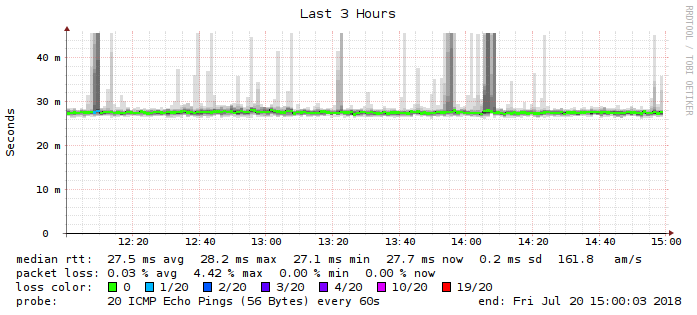 Last 3 Hours
RRDTOOL / TOBI OETIKER
Seconds
40 m
30 m
20 m
10 m
0
12:20 12:40 13:00 13:20 13:40 14:00 14:20 14:40 15:00
median rtt: 27.5 ms avg 28.2 ms max 27.1 ms min 27.7 ms now 0.2 ms sd 161.8 am/s
packet loss: 0.03 % avg 4.42 % max 0.00 % min 0.00 % now
loss color: 0 1/20 2/20 3/20 4/20 10/20 19/20
probe: 20 ICMP Echo Pings (56 Bytes) every 60s end: Fri Jul 20 15:00:03 2018